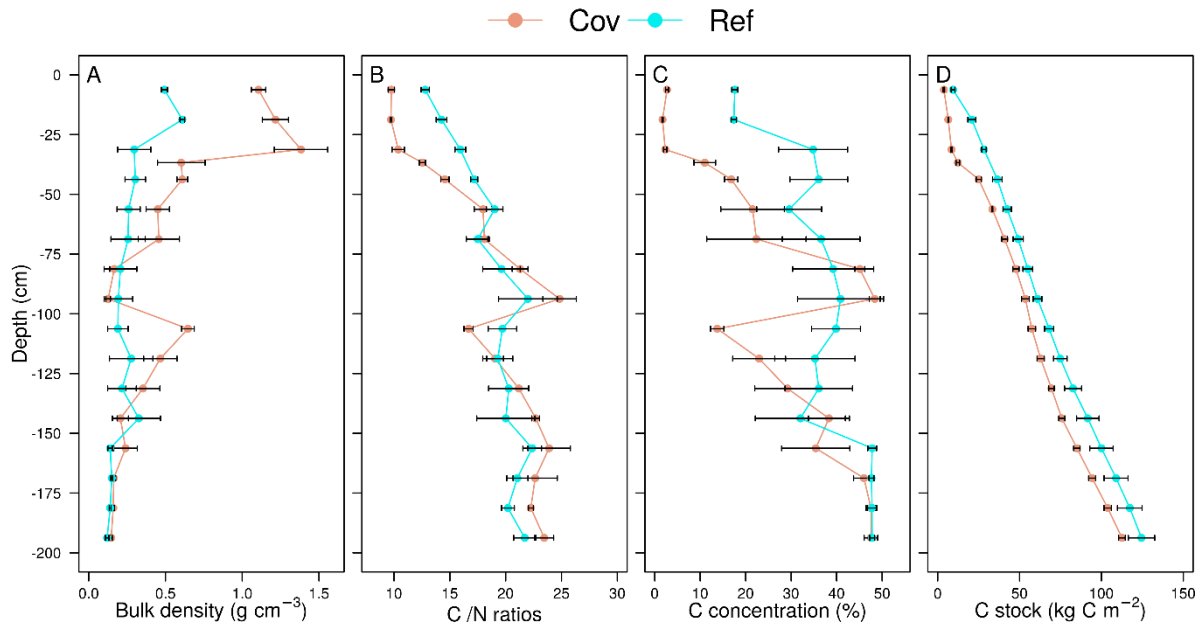 Cov Ref
A B C D
Depth (cm)
0
-25
-50
-75
-100
-125
-150
-175
-200
0.0 0.5 1.0 1.5
10 15 20 25 30
0 10 20 30 40 50
0 50 100 150
Bulk density (g cm⁻³)
C /N ratios
C concentration (%)
C stock (kg C m⁻²)